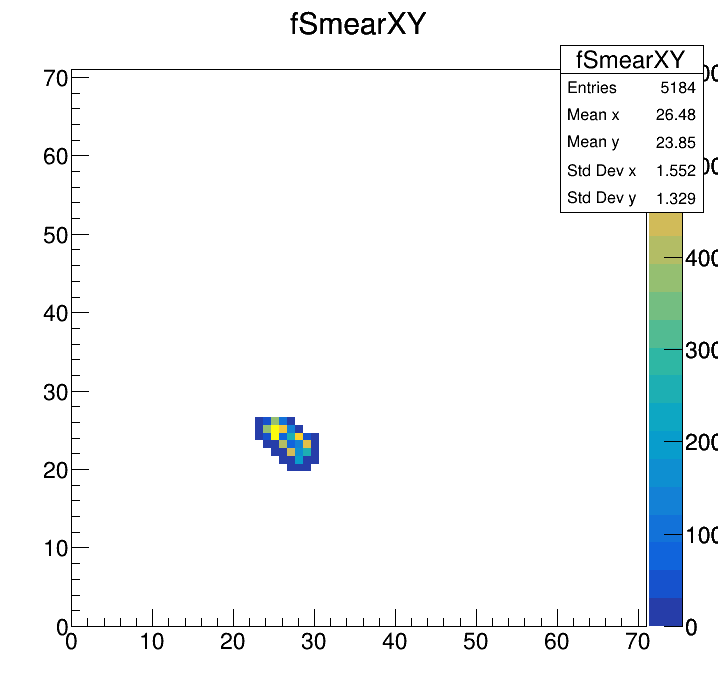 fSmearXY
fSmearXY
Entries 5184
Mean x 26.48
Mean y 23.85
Std Dev x 1.552
Std Dev y 1.329
70
60
50
40
30
20
10
0
0 10 20 30 40 50 60 70
400
300
200
100
0